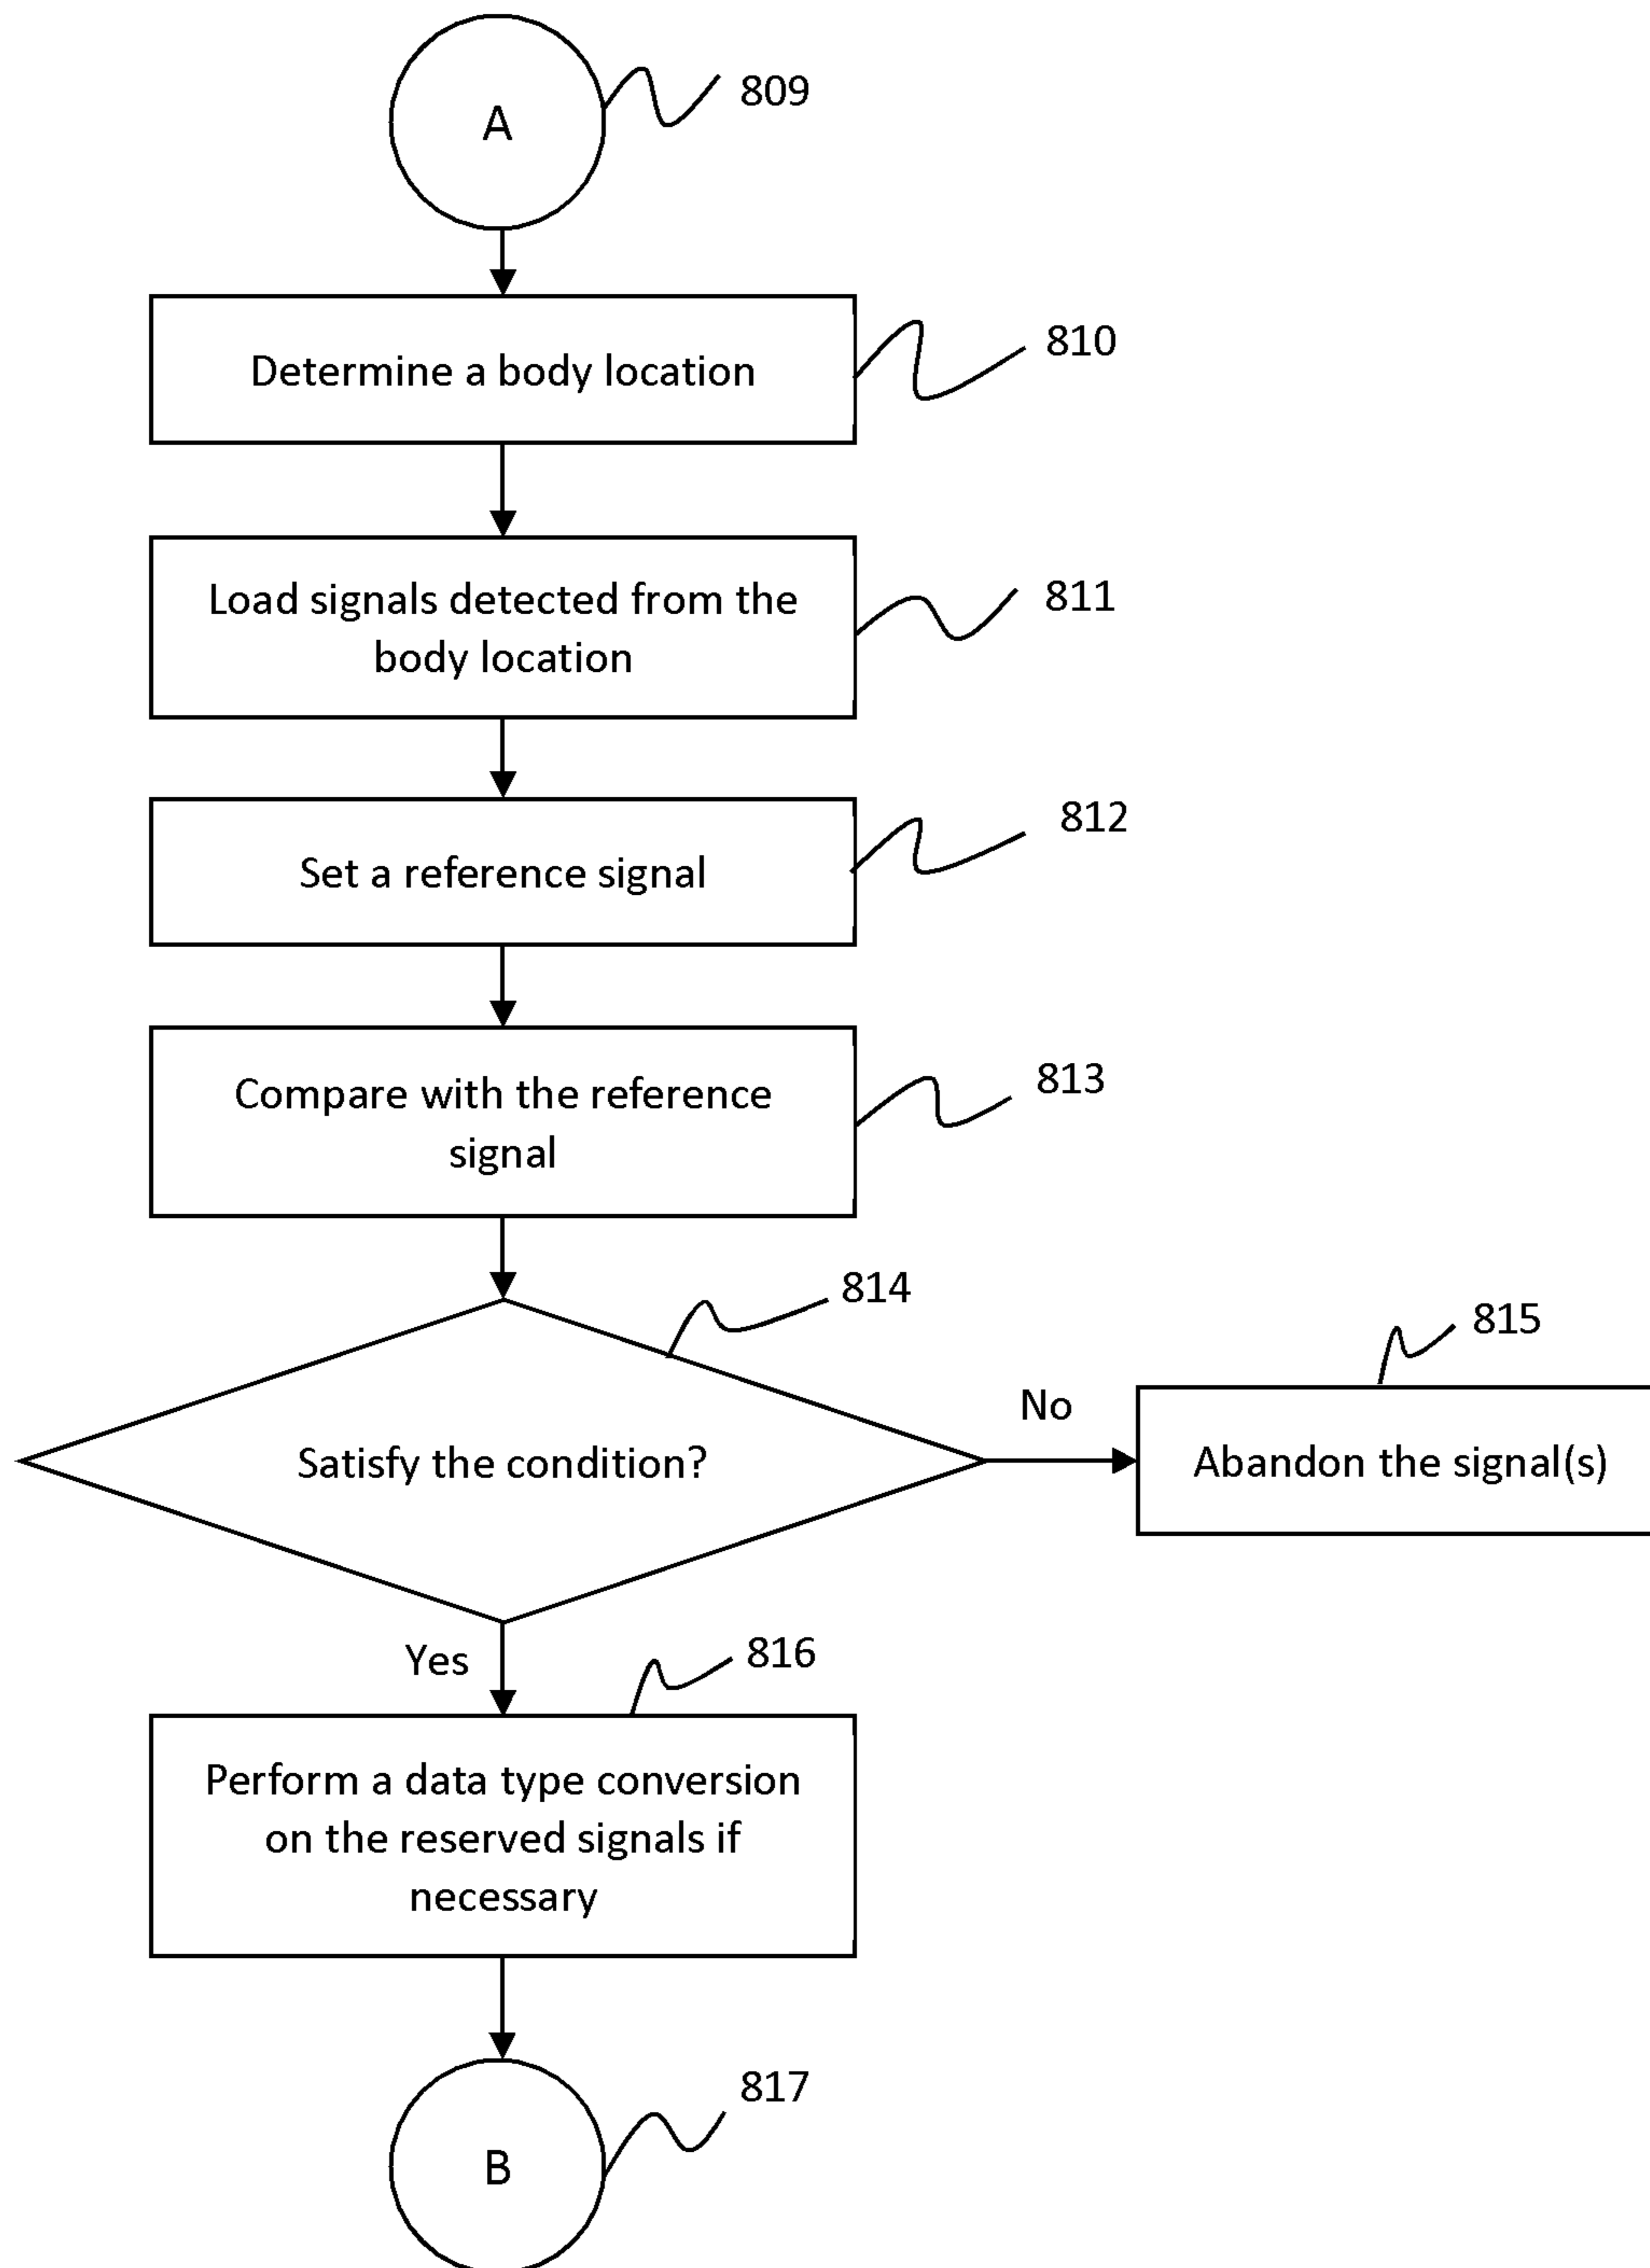 A
809
Determine a body location
810
Load signals detected from the
body location
811
Set a reference signal
812
Compare with the reference
signal
813
814
Satisfy the condition?
No
815
Abandon the signal(s)
Yes
816
Perform a data type conversion
on the reserved signals if
necessary
817
B